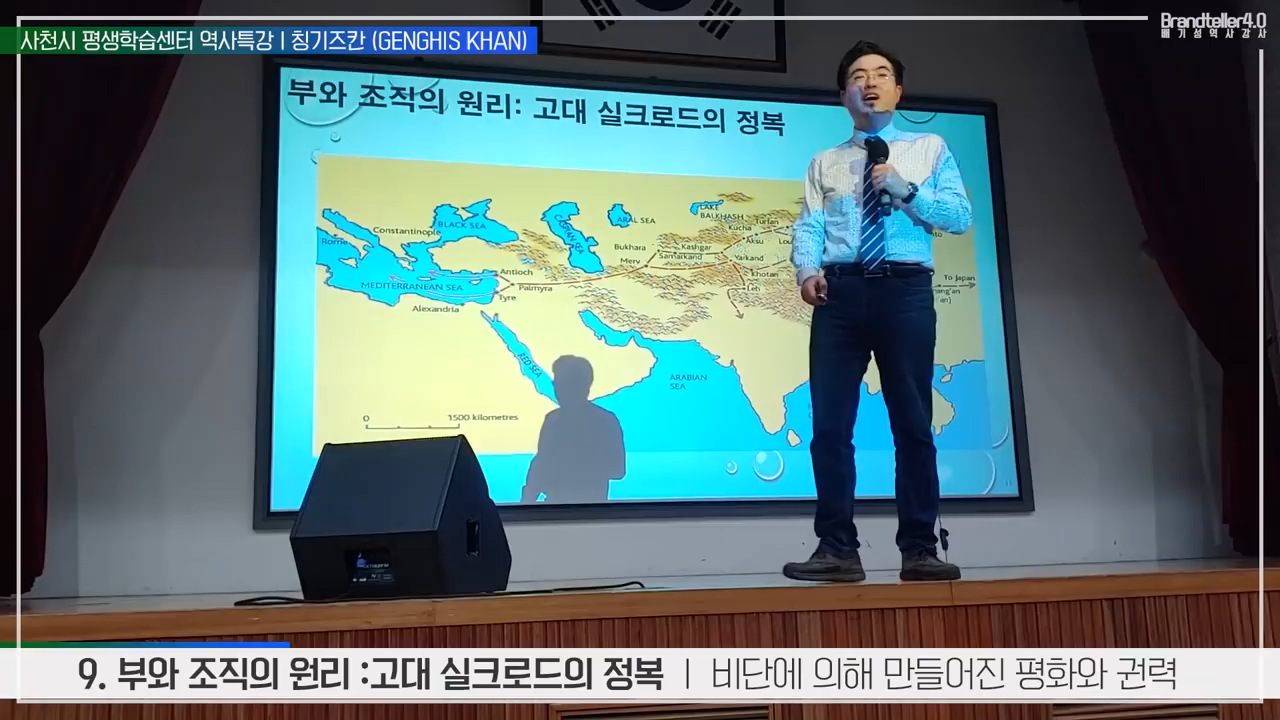 사천시 평생학습센터 역사특강 | 칭기즈칸 (GENGHIS KHAN)
Brandteller4.0
배기성역사강사
부와 조직의 원리: 고대 실크로드의 정복
Rome
Constantinople
BLACK SEA
CASPIAN SEA
ARAL SEA
LAKE
BALKHASH
Turfan
Kucha
Aksu
Lou
Bukhara
Kashgar
Merv
Samarkand
Yarkand
Khotan
Leh
Antioch
MEDITERRANEAN SEA
Palmyra
Tyre
Alexandria
To Japan
RED SEA
ARABIAN
SEA
0 1500 kilometres
9. 부와 조직의 원리 :고대 실크로드의 정복 | 비단에 의해 만들어진 평화와 권력